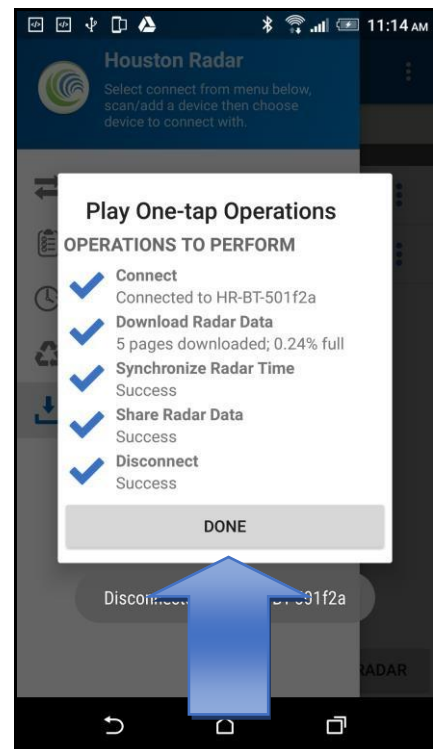 11:14 AM
Houston Radar
Select connect from menu below,
scan/add a device then choose
device to connect with.
Play One-tap Operations
OPERATIONS TO PERFORM
Connect
Connected to HR-BT-501f2a
Download Radar Data
5 pages downloaded; 0.24% full
Synchronize Radar Time
Success
Share Radar Data
Success
Disconnect
Success
DONE
RADAR